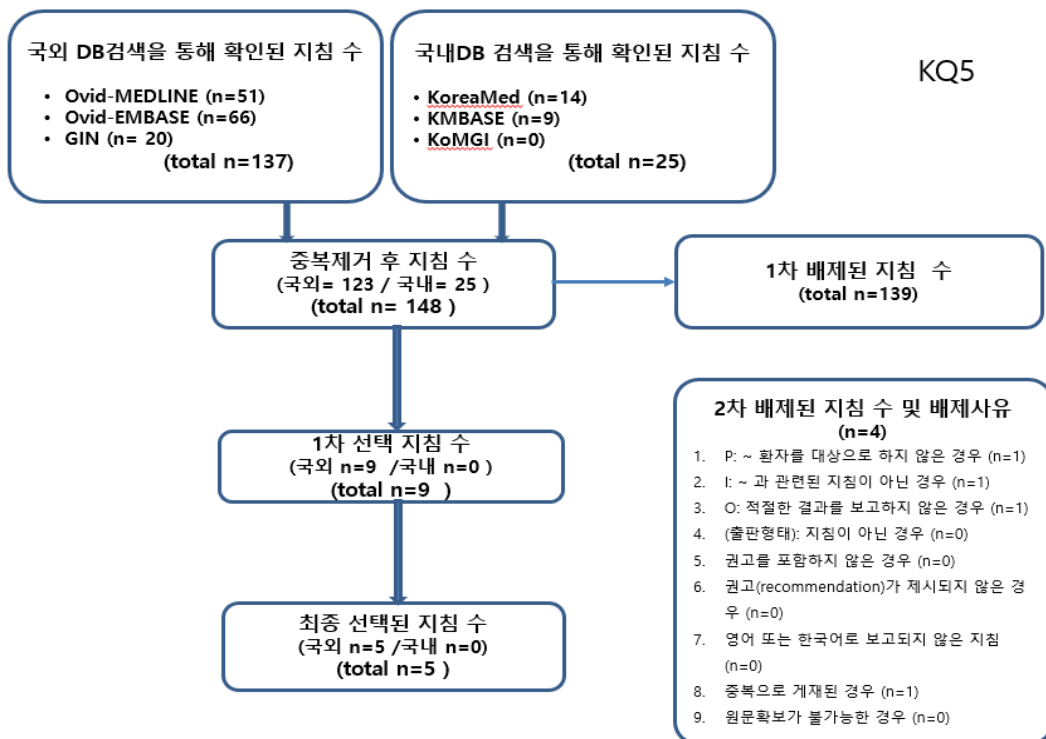 국외 DB검색을 통해 확인된 지침 수
• Ovid-MEDLINE (n=51)
• Ovid-EMBASE (n=66)
• GIN (n= 20)
(total n=137)
국내DB 검색을 통해 확인된 지침 수
• KoreaMed (n=14)
• KMBASE (n=9)
• KoMGI (n=0)
(total n=25)
KQ5
중복제거 후 지침 수
(국외= 123 / 국내= 25 )
(total n= 148 )
1차 배제된 지침 수
(total n=139)
1차 선택 지침 수
(국외 n=9 /국내 n=0 )
(total n=9 )
2차 배제된 지침 수 및 배제사유
(n=4)
1. P: ~ 환자를 대상으로 하지 않은 경우 (n=1)
2. I: ~ 과 관련된 지침이 아닌 경우 (n=1)
3. O: 적절한 결과를 보고하지 않은 경우 (n=1)
4. (출판형태): 지침이 아닌 경우 (n=0)
5. 권고를 포함하지 않은 경우 (n=0)
6. 권고(recommendation)가 제시되지 않은 경
우 (n=0)
7. 영어 또는 한국어로 보고되지 않은 지침
(n=0)
8. 중복으로 게재된 경우 (n=1)
9. 원문확보가 불가능한 경우 (n=0)
최종 선택된 지침 수
(국외 n=5 /국내 n=0)
(total n=5 )